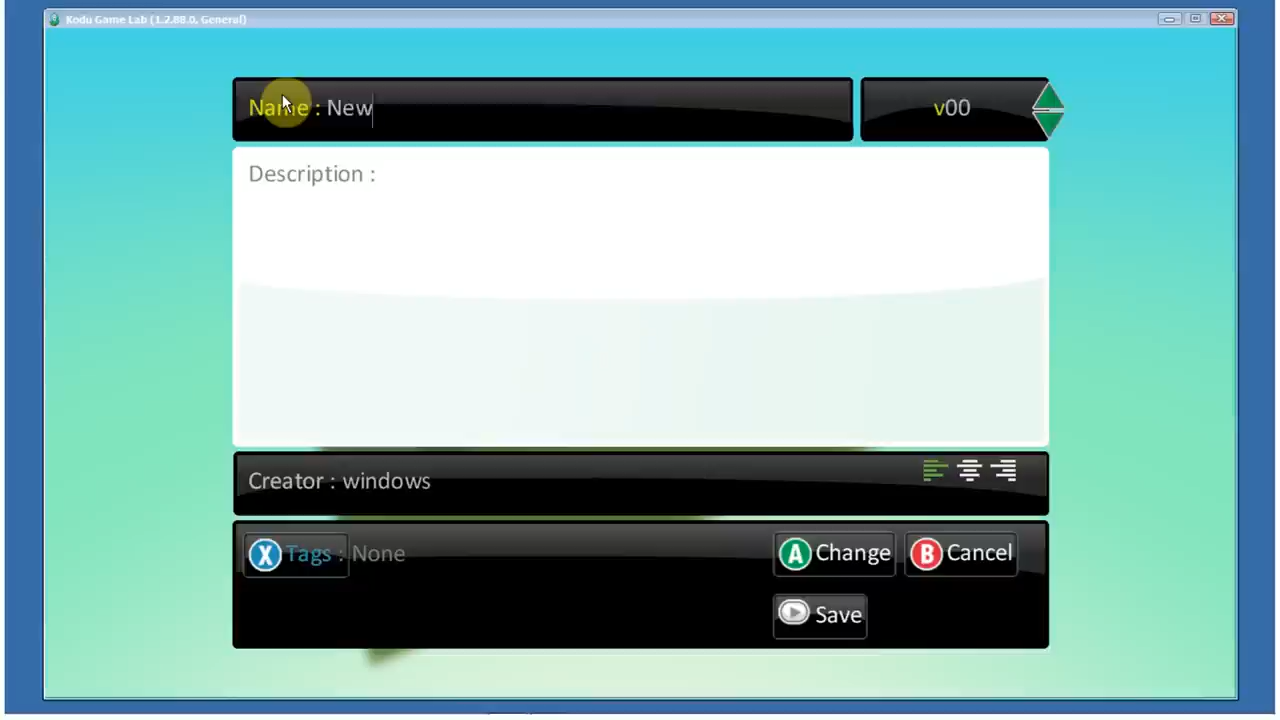 Kodu Game Lab (1.2.88.0, General)
Name : New
v00
Description :
Creator : windows
X Tags : None
A Change B Cancel
Save